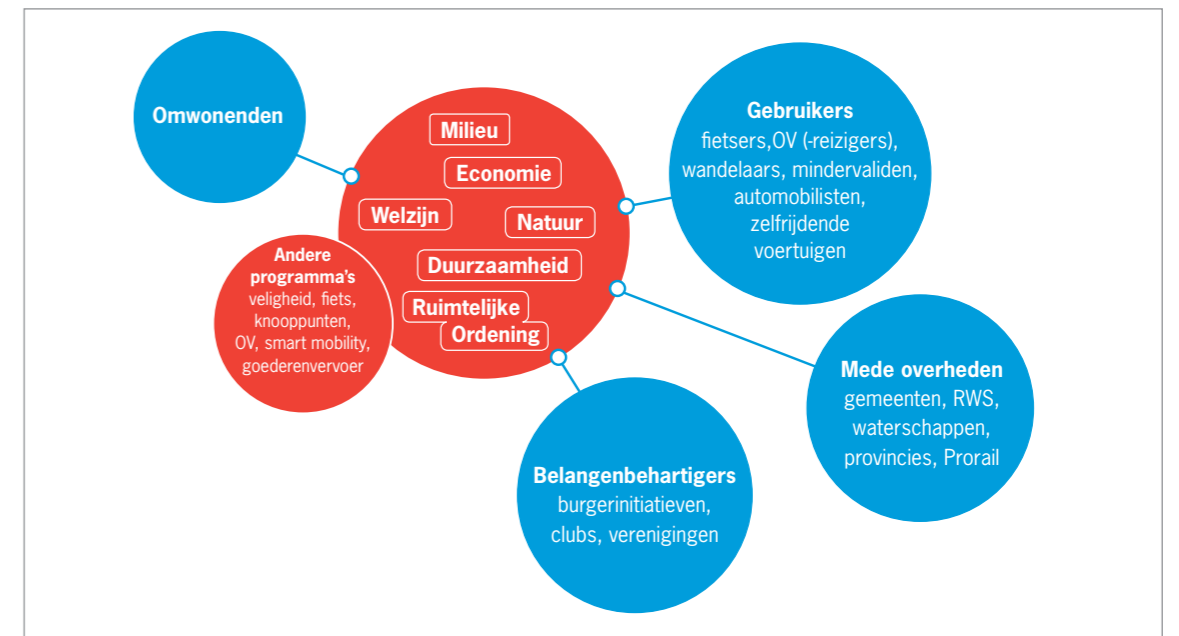 Omwonenden
Milieu
Economie
Welzijn
Natuur
Duurzaamheid
Ruimtelijke
Ordening
Andere
programma's
veligheid, fiets,
knooppunten,
OV, smart mobility,
goederenvervoer
Gebruikers
fietsers,OV (-reizigers),
wandelaars, mindervaliden,
automobilisten,
zelfrijdende
voertuigen
Mede overheden
gemeenten, RWS,
waterschappen,
provincies, Prorail
Belangenbehartigers
burgerinitiatieven,
clubs, verenigingen